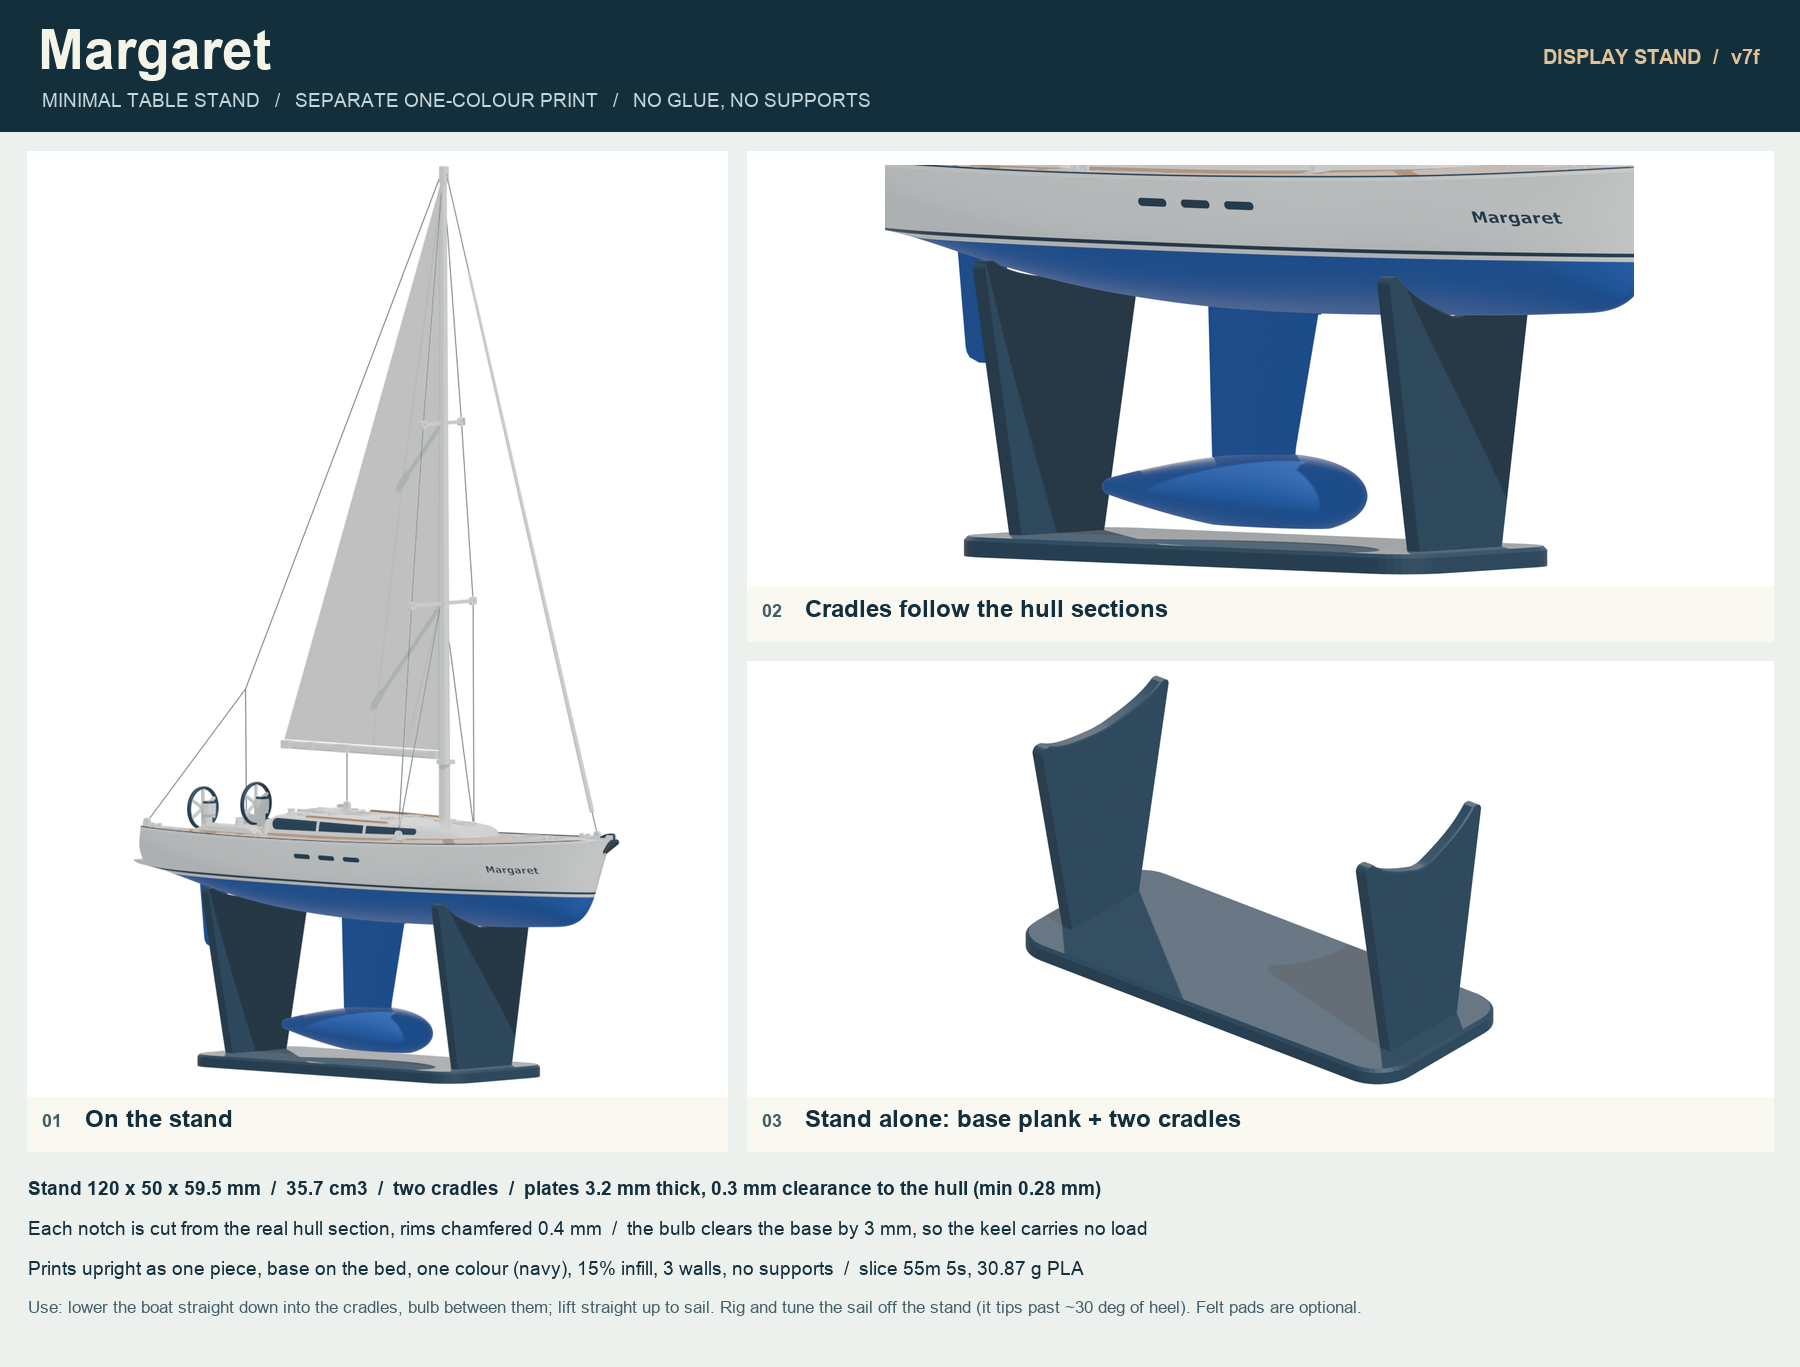 Margaret
DISPLAY STAND / v7f
MINIMAL TABLE STAND / SEPARATE ONE-COLOUR PRINT / NO GLUE, NO SUPPORTS
Margaret
01 On the stand
Margaret
02 Cradles follow the hull sections
03 Stand alone: base plank + two cradles
Stand 120 x 50 x 59.5 mm / 35.7 cm3 / two cradles / plates 3.2 mm thick, 0.3 mm clearance to the hull (min 0.28 mm)
Each notch is cut from the real hull section, rims chamfered 0.4 mm / the bulb clears the base by 3 mm, so the keel carries no load
Prints upright as one piece, base on the bed, one colour (navy), 15% infill, 3 walls, no supports / slice 55m 5s, 30.87 g PLA
Use: lower the boat straight down into the cradles, bulb between them; lift straight up to sail. Rig and tune the sail off the stand (it tips past ~30 deg of heel). Felt pads are optional.